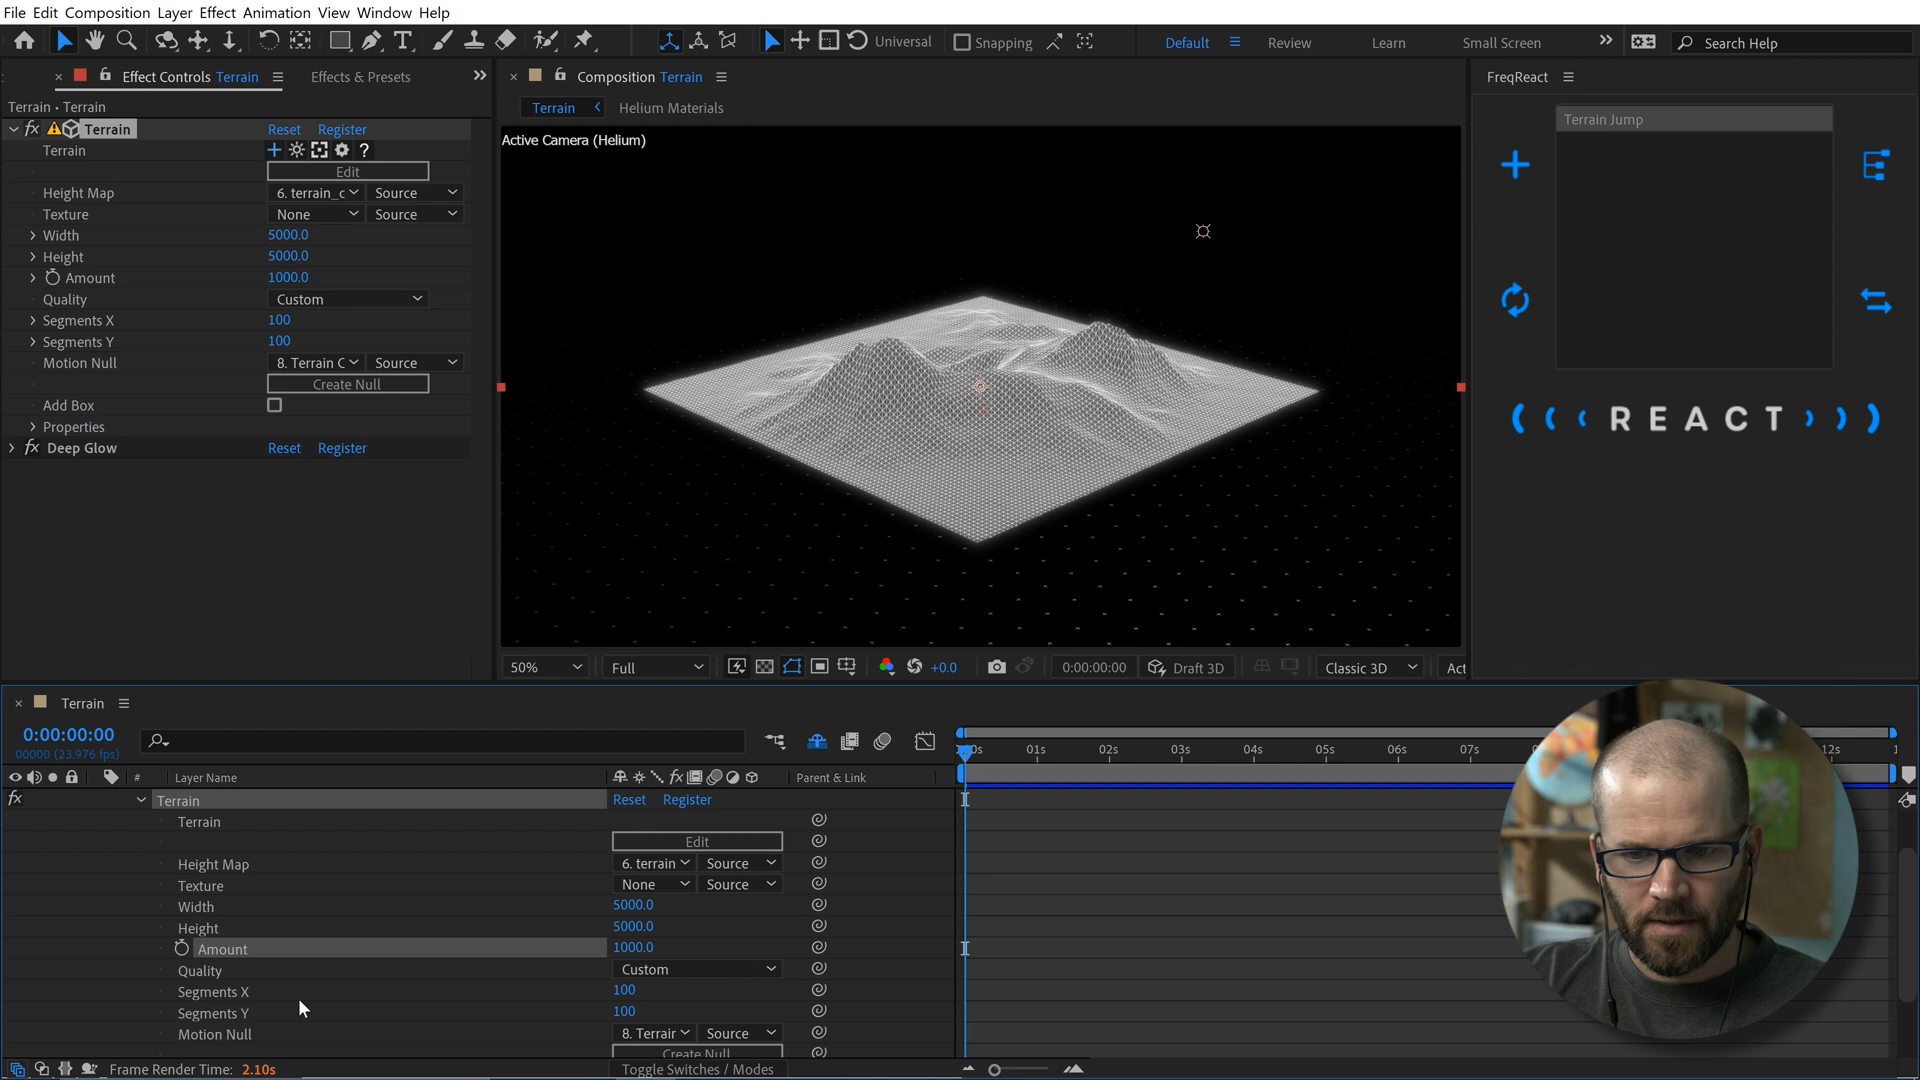 File Edit Composition Layer Effect Animation View Window Help
Universal Snapping Default Review Learn Small Screen Search Help
Effect Controls Terrain Effects & Presets
Composition Terrain
FreqReact
Terrain • Terrain
Terrain Helium Materials
fx Terrain Reset Register
Terrain ?
Edit
Height Map 6. terrain_c Source
Texture None Source
Width 5000.0
Height 5000.0
Amount 1000.0
Quality Custom
Segments X 100
Segments Y 100
Motion Null 8. Terrain C Source
Create Null
Add Box
Properties
fx Deep Glow Reset Register
Active Camera (Helium)
Terrain Jump
REACT
50% Full +0.0 0:00:00:00 Draft 3D Classic 3D Act
Terrain
0:00:00:00
00000 (23.976 fps)
# Layer Name fx Parent & Link
01s 02s 03s 04s 05s 06s 07s 12s
fx Terrain Reset Register
Terrain
Edit
Height Map 6. terrain Source
Texture None Source
Width 5000.0
Height 5000.0
Amount 1000.0
Quality Custom
Segments X 100
Segments Y 100
Motion Null 8. Terrair Source
Create Null
Frame Render Time: 2.10s Toggle Switches / Modes